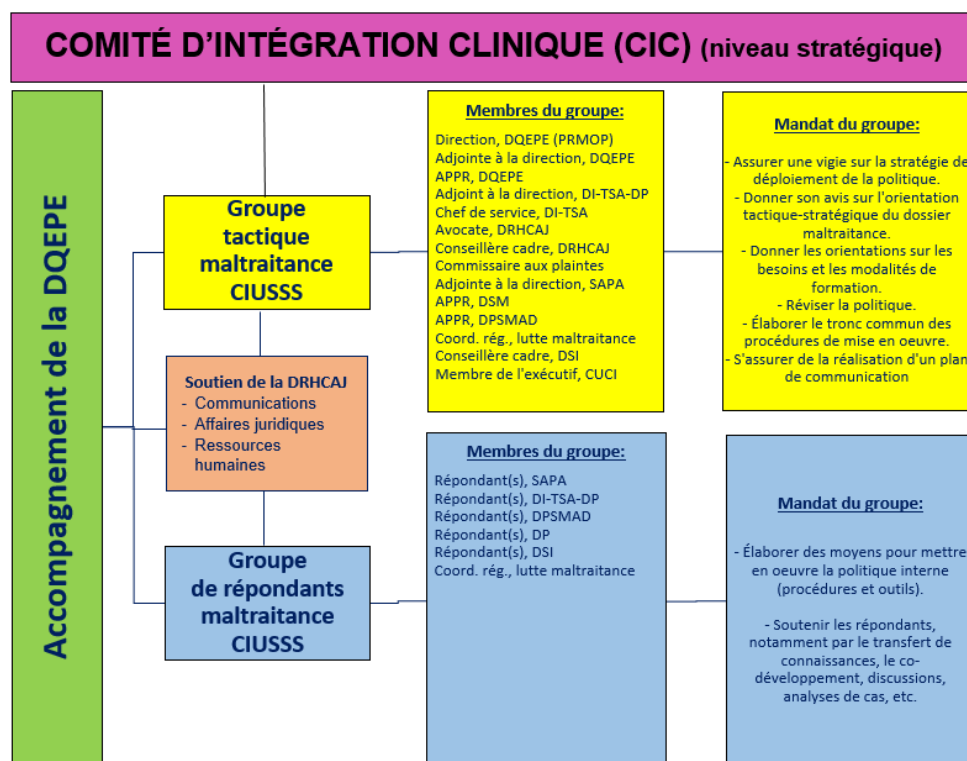 COMITÉ D'INTÉGRATION CLINIQUE (CIC) (niveau stratégique)
Accompagnement de la DQEPE
Groupe
tactique
maltraitance
CIUSSS
Membres du groupe:
Direction, DQEPE (PRMOP)
Adjointe à la direction, DQEPE
APPR, DQEPE
Adjoint à la direction, DI-TSA-DP
Chef de service, DI-TSA
Avocate, DRHCAJ
Conseillère cadre, DRHCAJ
Commissaire aux plaintes
Adjointe à la direction, SAPA
APPR, DSM
APPR, DPSMAD
Coord. rég., lutte maltraitance
Conseillère cadre, DSI
Membre de l'exécutif, CUCI
Mandat du groupe:
- Assurer une vigie sur la stratégie de
déploiement de la politique.
- Donner son avis sur l'orientation
tactique-stratégique du dossier
maltraitance.
- Donner les orientations sur les
besoins et les modalités de
formation.
- Réviser la politique.
- Élaborer le tronc commun des
procédures de mise en oeuvre.
- S'assurer de la réalisation d'un plan
de communication
Soutien de la DRHCAJ
- Communications
- Affaires juridiques
- Ressources
humaines
Groupe
de répondants
maltraitance
CIUSSS
Membres du groupe:
Répondant(s), SAPA
Répondant(s), DI-TSA-DP
Répondant(s), DPSMAD
Répondant(s), DP
Répondant(s), DSI
Coord. rég., lutte maltraitance
Mandat du groupe:
- Élaborer des moyens pour mettre
en oeuvre la politique interne
(procédures et outils).
- Soutenir les répondants,
notamment par le transfert de
connaissances, le co-
développement, discussions,
analyses de cas, etc.